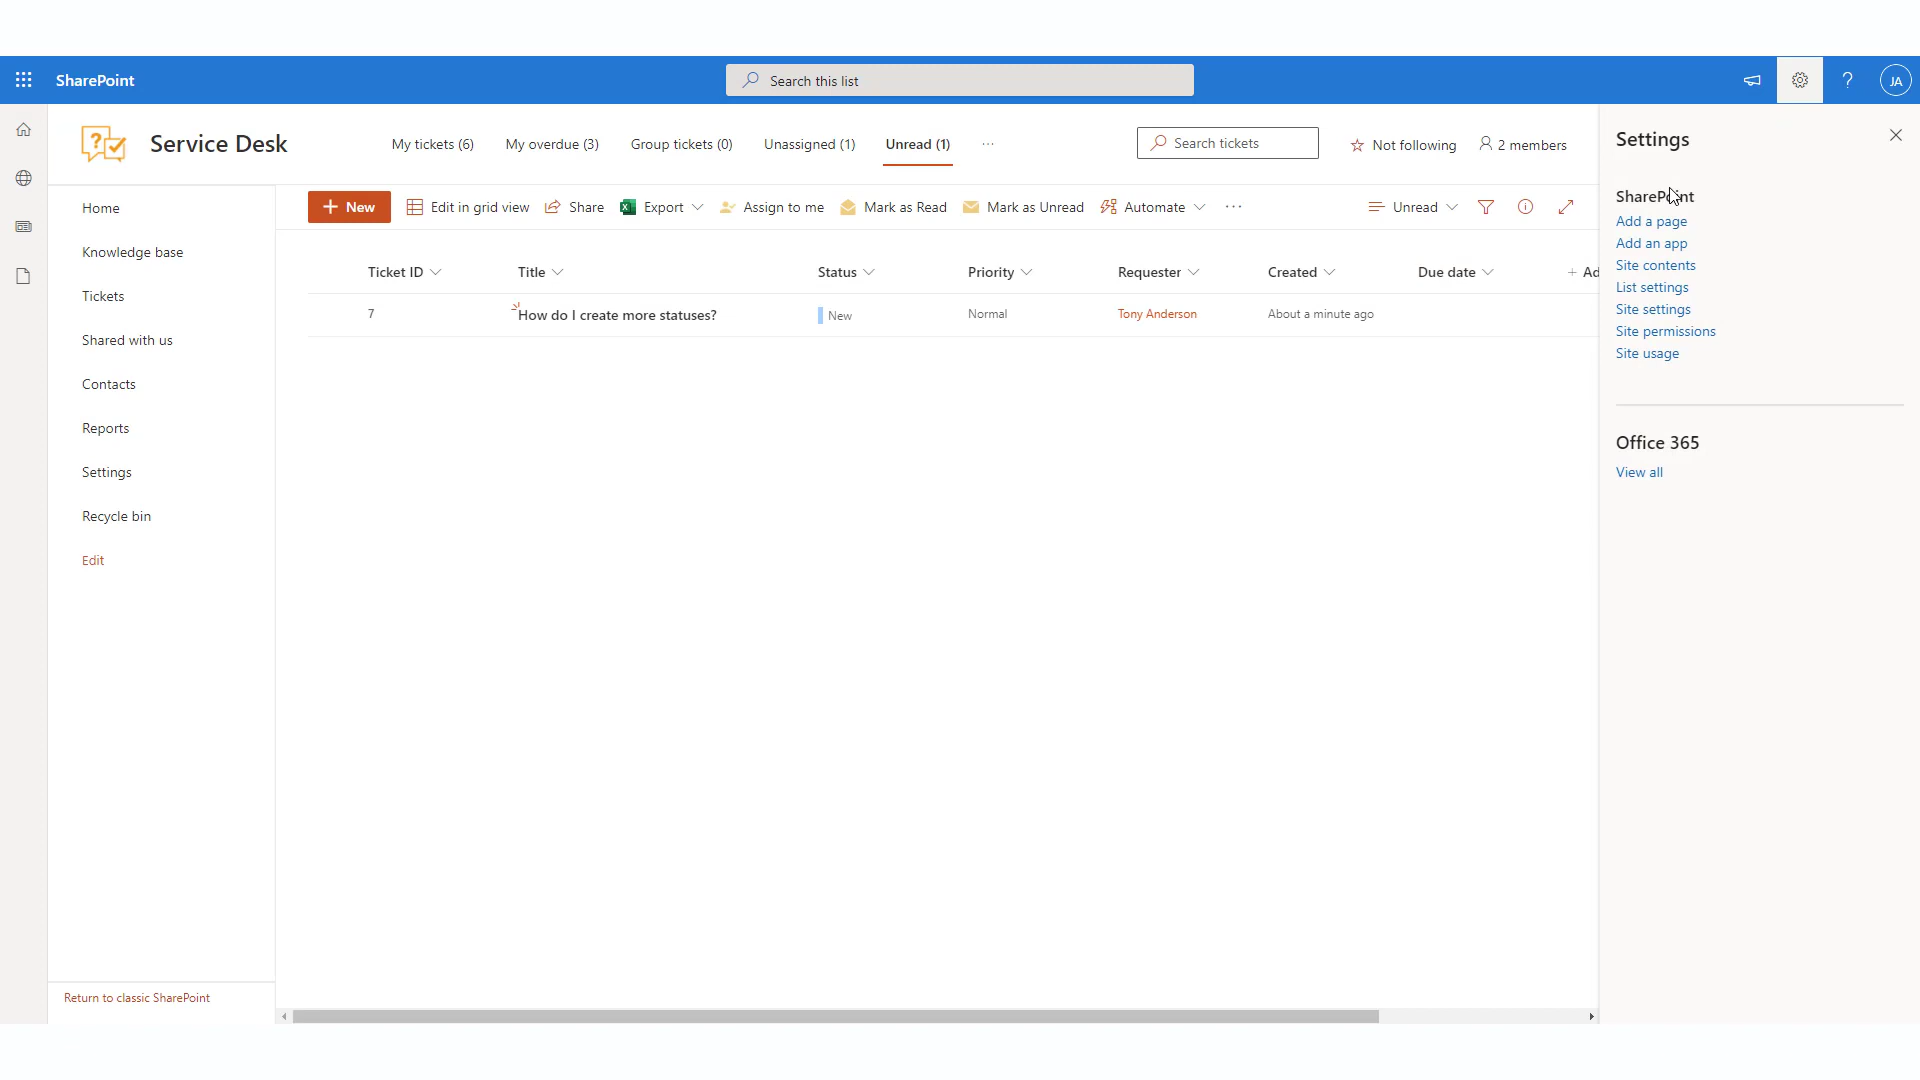 SharePoint
Search this list
?
JA
Service Desk
My tickets (6)
My overdue (3)
Group tickets (0)
Unassigned (1)
Unread (1)
...
Search tickets
Not following
2 members
Home
Knowledge base
Tickets
Shared with us
Contacts
Reports
Settings
Recycle bin
Edit
Return to classic SharePoint
+ New
Edit in grid view
Share
Export
Assign to me
Mark as Read
Mark as Unread
Automate
...
Unread
Ticket ID
Title
Status
Priority
Requester
Created
Due date
+ Ad
7
How do I create more statuses?
New
Normal
Tony Anderson
About a minute ago
Settings
SharePoint
Add a page
Add an app
Site contents
List settings
Site settings
Site permissions
Site usage
Office 365
View all